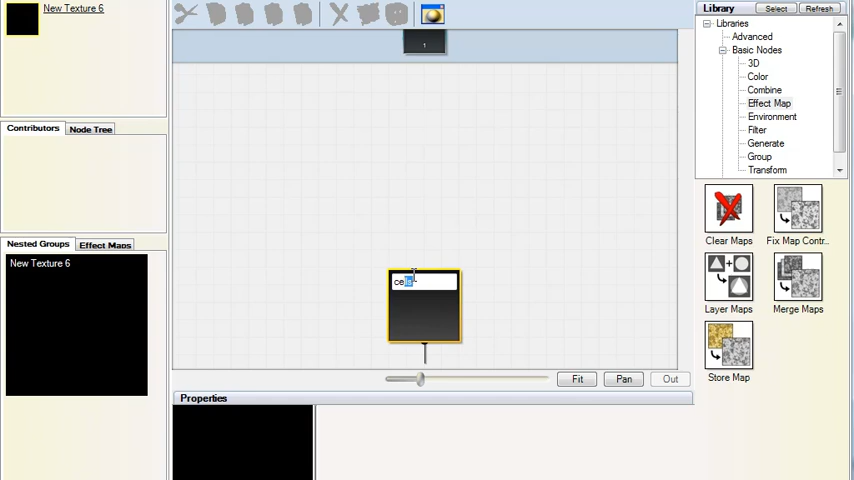 New Texture 6
Contributors
Node Tree
Nested Groups
Effect Maps
New Texture 6
1
cells
Fit
Pan
Out
Properties
Library
Select
Refresh
Libraries
Advanced
Basic Nodes
3D
Color
Combine
Effect Map
Environment
Filter
Generate
Group
Transform
Clear Maps
Fix Map Contr...
Layer Maps
Merge Maps
Store Map